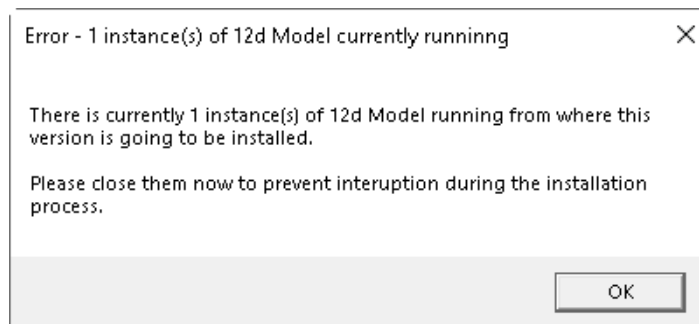 Error - 1 instance(s) of 12d Model currently runninng
There is currently 1 instance(s) of 12d Model running from where this
version is going to be installed.
Please close them now to prevent interuption during the installation
process.
OK